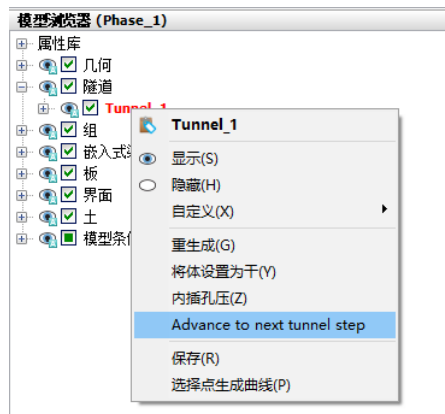 模型浏览器 (Phase_1)
属性库
几何
隧道
Tunnel_1
组
嵌入式
板
界面
土
模型条
Tunnel_1
显示(S)
隐藏(H)
自定义(X)
重生成(G)
将体设置为干(Y)
内插孔压(Z)
Advance to next tunnel step
保存(R)
选择点生成曲线(P)